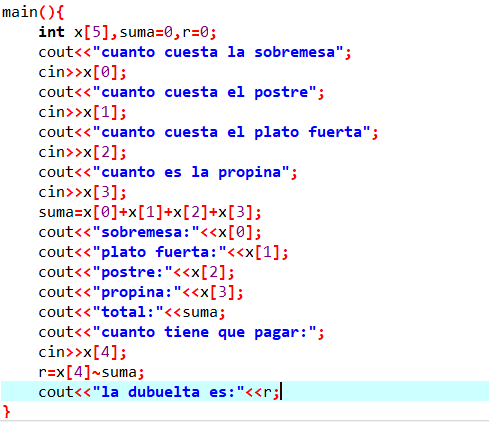 main(){
int x[5],suma=0,r=0;
cout<<"cuanto cuesta la sobremesa";
cin>>x[0];
cout<<"cuanto cuesta el postre";
cin>>x[1];
cout<<"cuanto cuesta el plato fuerta";
cin>>x[2];
cout<<"cuanto es la propina";
cin>>x[3];
suma=x[0]+x[1]+x[2]+x[3];
cout<<"sobremesa:"<<x[0];
cout<<"plato fuerta:"<<x[1];
cout<<"postre:"<<x[2];
cout<<"propina:"<<x[3];
cout<<"total:"<<suma;
cout<<"cuanto tiene que pagar:";
cin>>x[4];
r=x[4]~suma;
cout<<"la dubuelta es:"<<r;
}